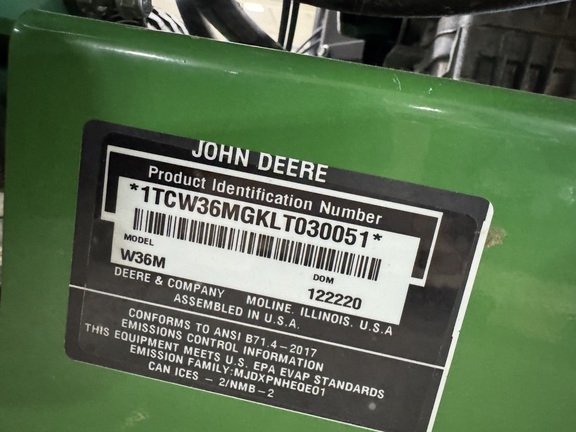 JOHN DEERE
Product Identification Number
*1TCW36MGKLT030051*
MODEL DOM
W36M 122220
DEERE & COMPANY MOLINE, ILLINOIS, U.S.A
ASSEMBLED IN U.S.A.
CONFORMS TO ANSI B71.4-2017
EMISSIONS CONTROL INFORMATION
THIS EQUIPMENT MEETS U.S. EPA EVAP STANDARDS
EMISSION FAMILY:MJDXPNHEQE01
CAN ICES - 2/NMB-2